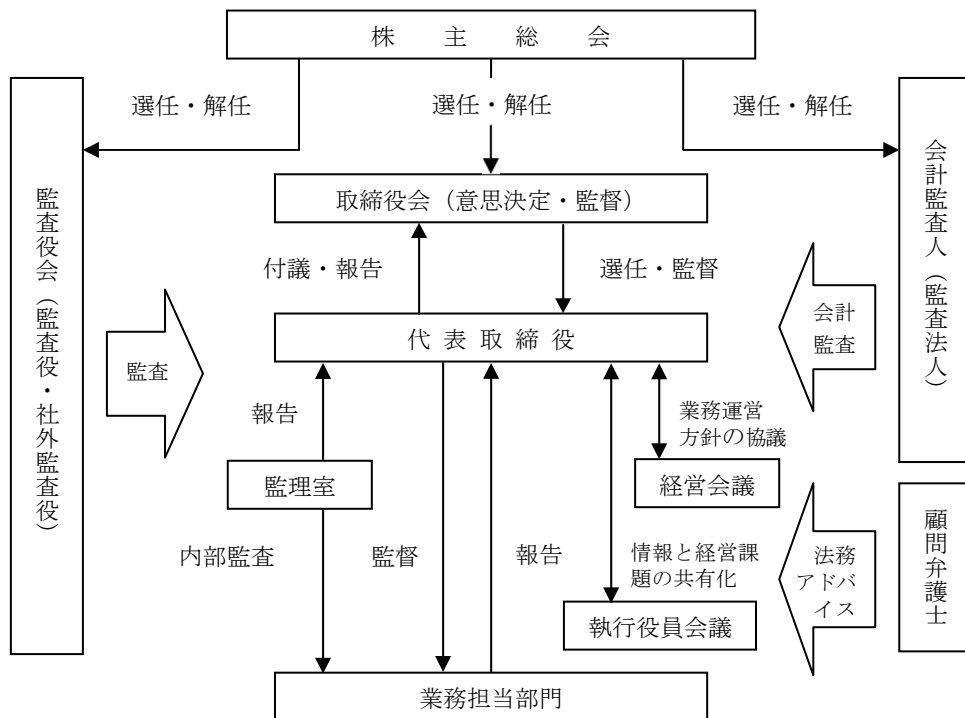 株主総会
選任・解任
選任・解任
選任・解任
監査役会（監査役・社外監査役）
会計監査人（監査法人）
取締役会（意思決定・監督）
付議・報告
選任・監督
会計
監査
代表取締役
監査
報告
業務運営
方針の協議
監理室
経営会議
内部監査
監督
報告
情報と経営課
題の共有化
法務
アドバ
イス
顧問弁護士
執行役員会議
業務担当部門